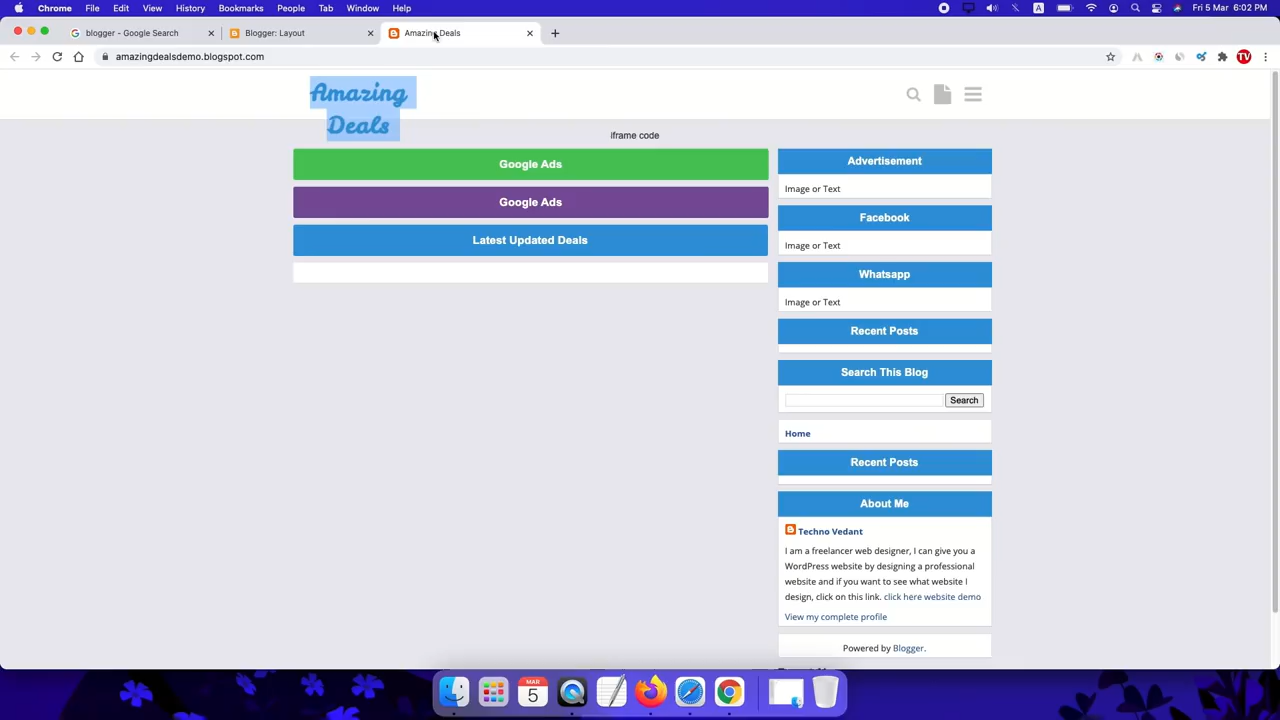 Chrome File Edit View History Bookmarks People Tab Window Help
A
Fri 5 Mar 6:02 PM
blogger - Google Search
Blogger: Layout
Amazing Deals
amazingdealsdemo.blogspot.com
TV
Amazing
Deals
iframe code
Google Ads
Google Ads
Latest Updated Deals
Advertisement
Image or Text
Facebook
Image or Text
Whatsapp
Image or Text
Recent Posts
Search This Blog
Search
Home
Recent Posts
About Me
Techno Vedant
I am a freelancer web designer, I can give you a
WordPress website by designing a professional
website and if you want to see what website I
design, click on this link. click here website demo
View my complete profile
Powered by Blogger.
MAR
5